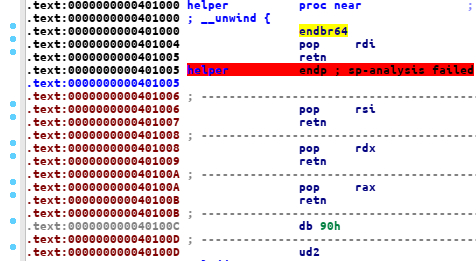 .text:0000000000401000 helper proc near ;
.text:0000000000401000 ; __unwind {
.text:0000000000401000 endbr64
.text:0000000000401004 pop rdi
.text:0000000000401005 retn
.text:0000000000401005 helper endp ; sp-analysis failed
.text:0000000000401005
.text:0000000000401006 ; ------------------------------------
.text:0000000000401006 pop rsi
.text:0000000000401007 retn
.text:0000000000401008 ; ------------------------------------
.text:0000000000401008 pop rdx
.text:0000000000401009 retn
.text:000000000040100A ; ------------------------------------
.text:000000000040100A pop rax
.text:000000000040100B retn
.text:000000000040100B ; ------------------------------------
.text:000000000040100C db 90h
.text:000000000040100D ; ------------------------------------
.text:000000000040100D ud2